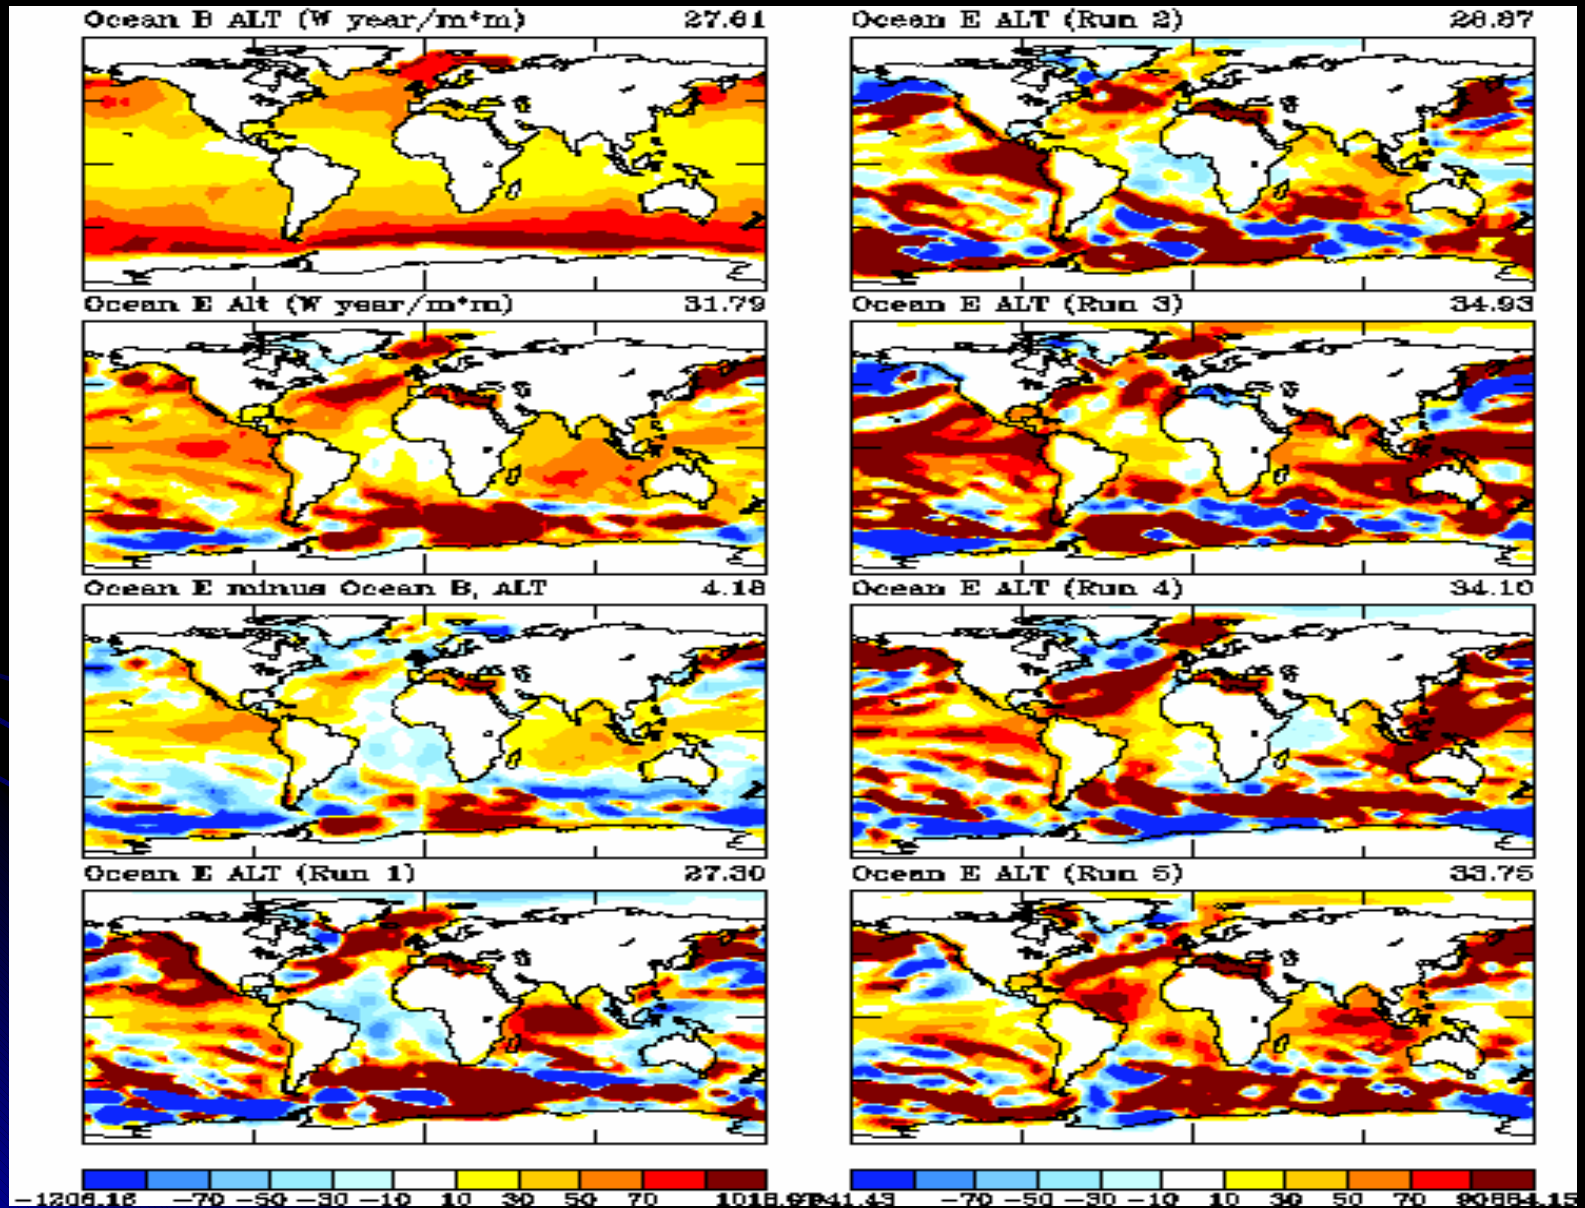 Ocean B ALT (W year/m*m) 27.61
Ocean E Alt (W year/m*m) 31.79
Ocean E minus Ocean B, ALT 4.18
Ocean E ALT (Run 1) 27.30
-70 -50 -30 -10 10 30 50 70
Ocean E ALT (Run 2) 28.87
Ocean E ALT (Run 3) 34.93
Ocean E ALT (Run 4) 34.10
Ocean E ALT (Run 5) 33.75
-70 -50 -30 -10 10 30 50 70